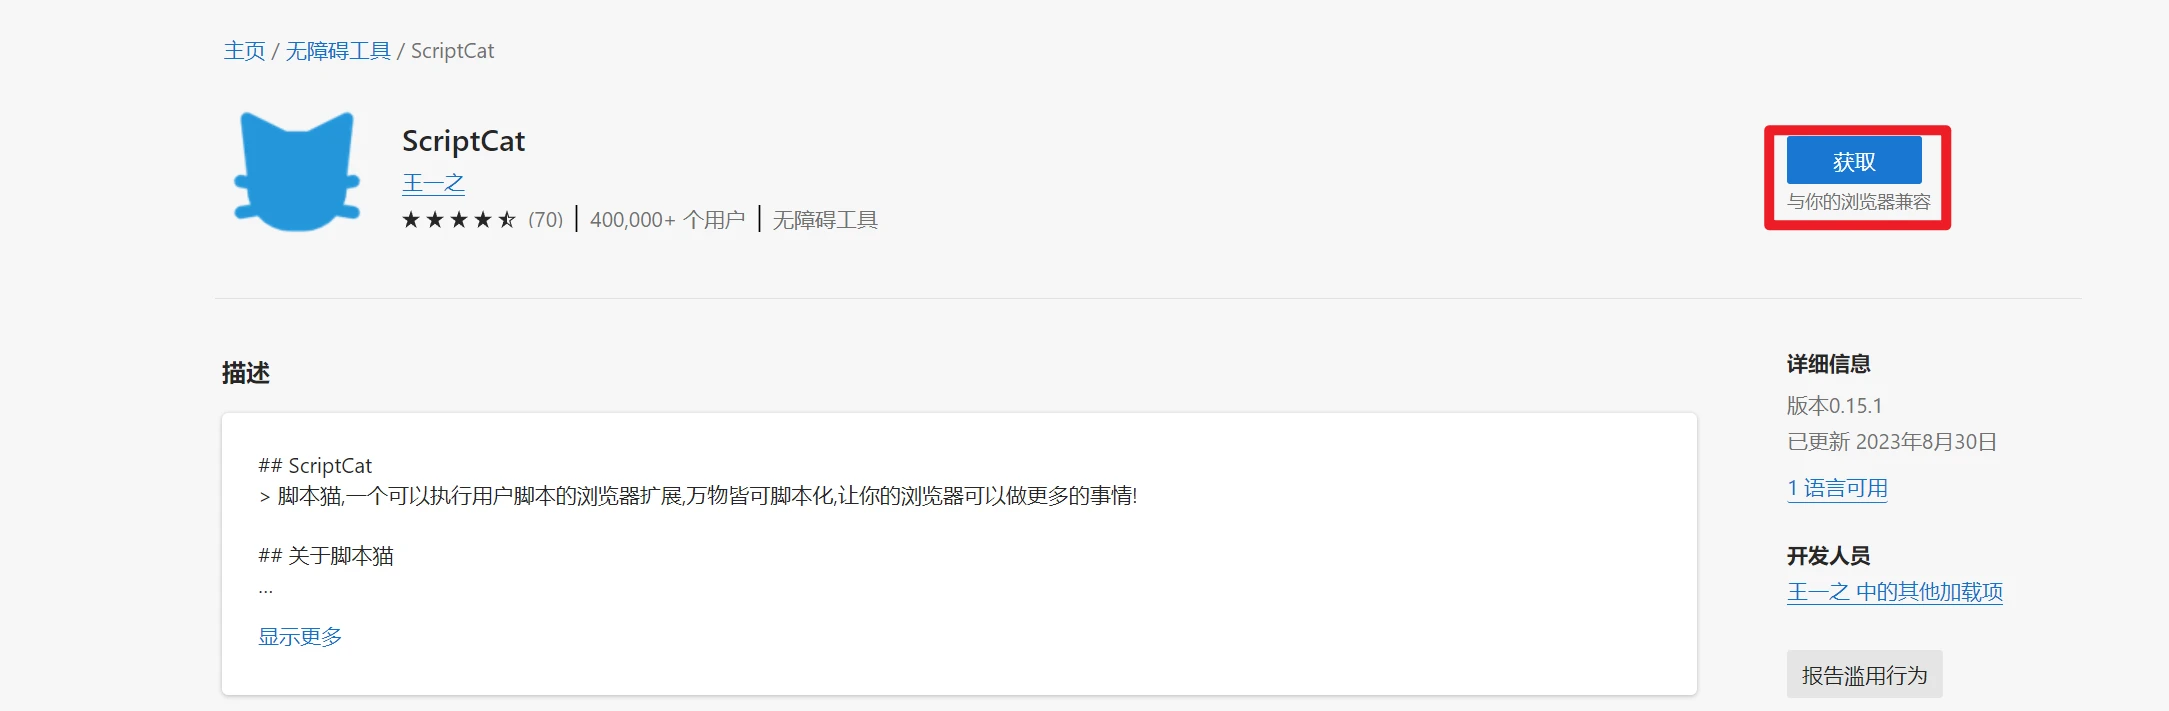 主页 / 无障碍工具 / ScriptCat
ScriptCat
王一之
(70) 400,000+ 个用户 无障碍工具
获取
与你的浏览器兼容
描述
## ScriptCat
> 脚本猫,一个可以执行用户脚本的浏览器扩展,万物皆可脚本化,让你的浏览器可以做更多的事情!
## 关于脚本猫
...
显示更多
详细信息
版本0.15.1
已更新 2023年8月30日
1 语言可用
开发人员
王一之 中的其他加载项
报告滥用行为